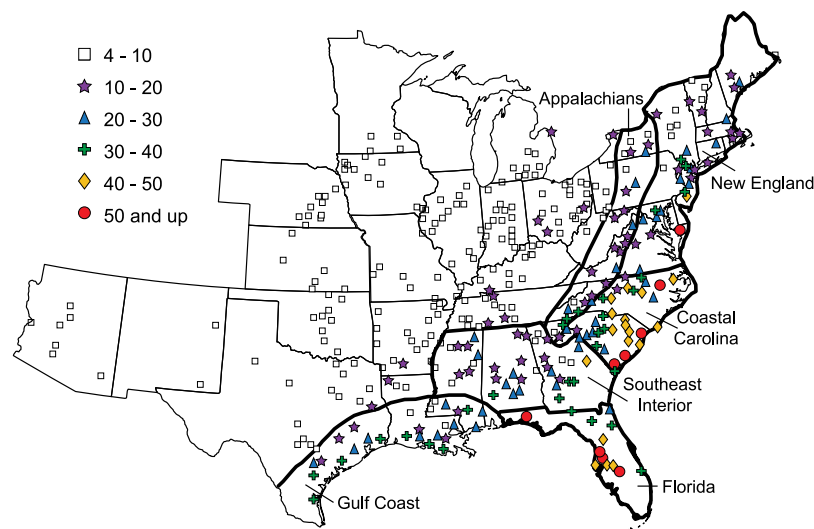 4 - 10
10 - 20
20 - 30
30 - 40
40 - 50
50 and up
Appalachians
New England
Coastal
Carolina
Southeast
Interior
Florida
Gulf Coast